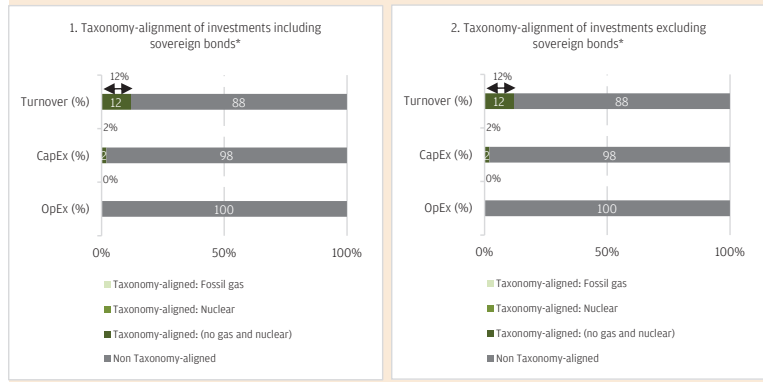 1. Taxonomy-alignment of investments including
sovereign bonds*
12%
Turnover (%)
12
88
2%
CapEx (%)
2
98
0%
OpEx (%)
100
0%
50%
100%
Taxonomy-aligned: Fossil gas
Taxonomy-aligned: Nuclear
Taxonomy-aligned: (no gas and nuclear)
Non Taxonomy-aligned
2. Taxonomy-alignment of investments excluding
sovereign bonds*
12%
Turnover (%)
12
88
2%
CapEx (%)
2
98
0%
OpEx (%)
100
0%
50%
100%
Taxonomy-aligned: Fossil gas
Taxonomy-aligned: Nuclear
Taxonomy-aligned: (no gas and nuclear)
Non Taxonomy-aligned